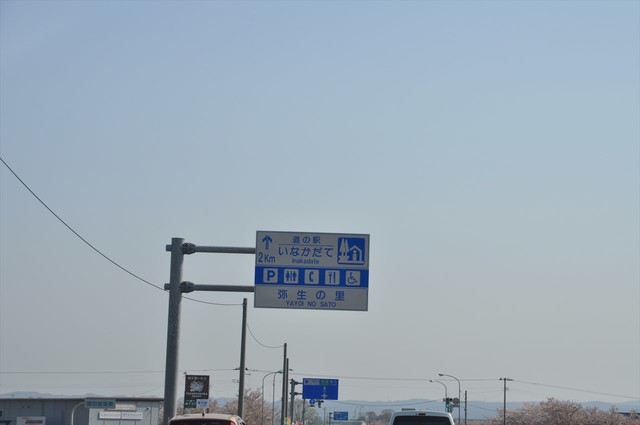 道の駅
いなかだて
Inakadate
2Km
P
弥生の里
YAYOI NO SATO